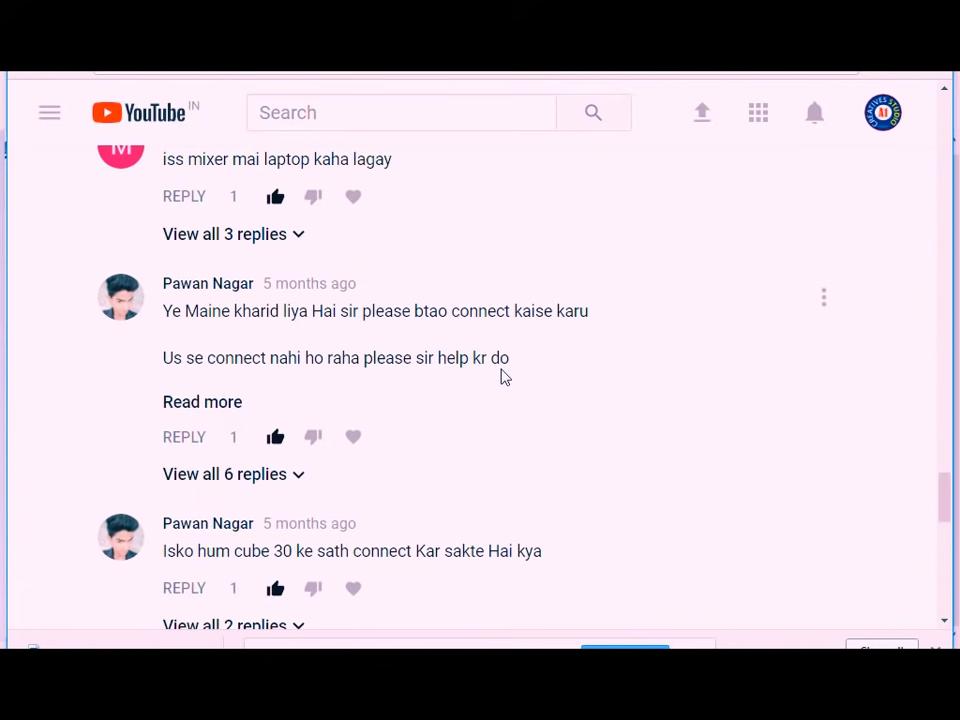 YouTube IN
Search
CREATIVES STUDIO A1
M
iss mixer mai laptop kaha lagay
REPLY 1
View all 3 replies
Pawan Nagar 5 months ago
Ye Maine kharid liya Hai sir please btao connect kaise karu
Us se connect nahi ho raha please sir help kr do
Read more
REPLY 1
View all 6 replies
Pawan Nagar 5 months ago
Isko hum cube 30 ke sath connect Kar sakte Hai kya
REPLY 1
View all 2 replies